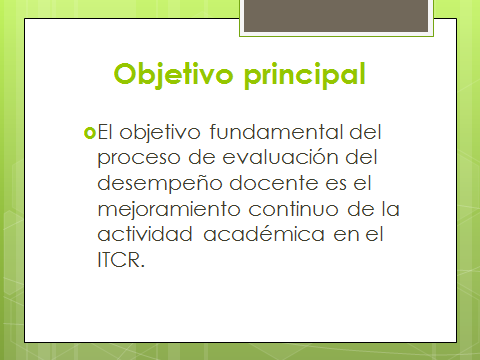 Objetivo principal
El objetivo fundamental del
proceso de evaluación del
desempeño docente es el
mejoramiento continuo de la
actividad académica en el
ITCR.